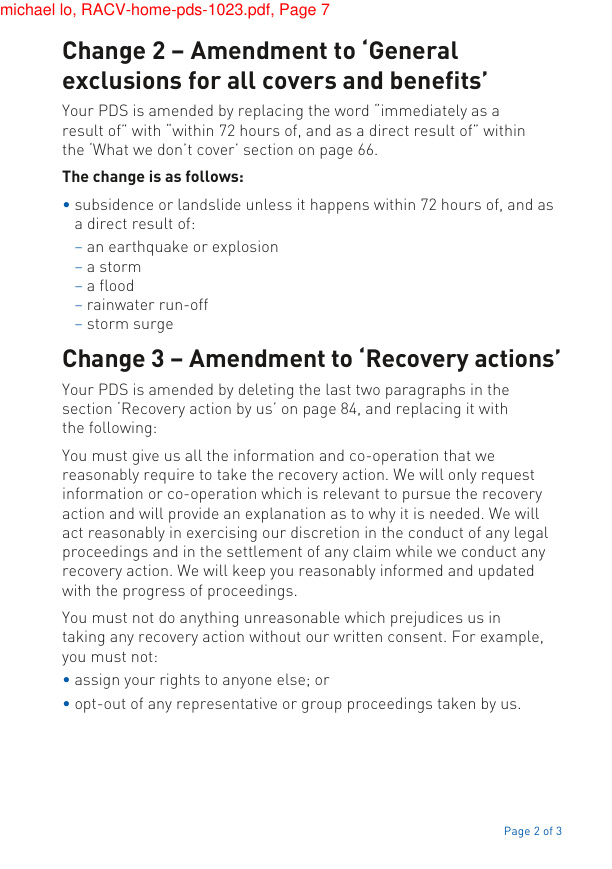 michael lo, RACV-home-pds-1023.pdf, Page 7
Change 2 – Amendment to ‘General
exclusions for all covers and benefits’
Your PDS is amended by replacing the word “immediately as a
result of” with “within 72 hours of, and as a direct result of” within
the ‘What we don’t cover’ section on page 66.
The change is as follows:
• subsidence or landslide unless it happens within 72 hours of, and as
a direct result of:
– an earthquake or explosion
– a storm
– a flood
– rainwater run-off
– storm surge
Change 3 – Amendment to ‘Recovery actions’
Your PDS is amended by deleting the last two paragraphs in the
section ‘Recovery action by us’ on page 84, and replacing it with
the following:
You must give us all the information and co-operation that we
reasonably require to take the recovery action. We will only request
information or co-operation which is relevant to pursue the recovery
action and will provide an explanation as to why it is needed. We will
act reasonably in exercising our discretion in the conduct of any legal
proceedings and in the settlement of any claim while we conduct any
recovery action. We will keep you reasonably informed and updated
with the progress of proceedings.
You must not do anything unreasonable which prejudices us in
taking any recovery action without our written consent. For example,
you must not:
• assign your rights to anyone else; or
• opt-out of any representative or group proceedings taken by us.
Page 2 of 3